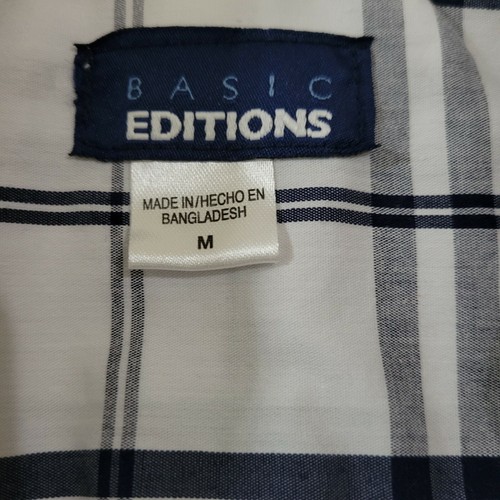 BASIC
EDITIONS
MADE IN/HECHO EN
BANGLADESH
M